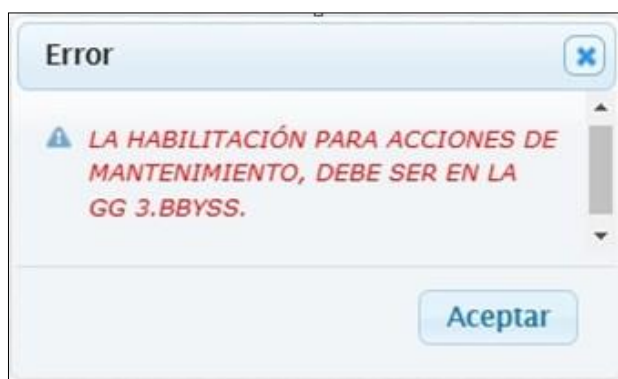 Error
LA HABILITACIÓN PARA ACCIONES DE
MANTENIMIENTO, DEBE SER EN LA
GG 3.BBYSS.
Aceptar